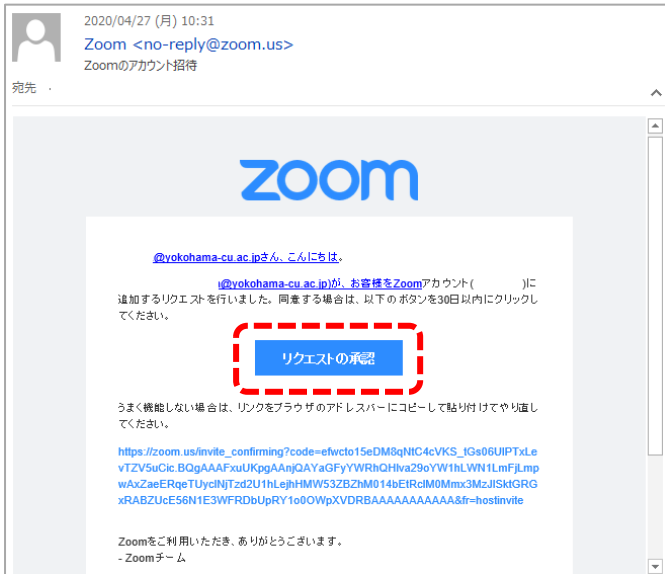 2020/04/27 (月) 10:31
Zoom <no-reply@zoom.us>
Zoomのアカウント招待
宛先
zoom
@yokohama-cu.ac.jpさん、こんにちは。
@yokohama-cu.ac.jp)が、お客様をZoomアカウント( )に
追加するリクエストを行いました。同意する場合は、以下のボタンを30日以内にクリックし
てください。
リクエストの承認
うまく機能しない場合は、リンクをブラウザのアドレスバーにコピーして貼り付けてやり直し
てください。
https://zoom.us/invite_confirming?code=efwcto15eDM8qNtC4cVKS_tGs06UIPTxLe
vTZV5uCic.BQgAAAFxuUKpgAAnjQAYaGFyYWRhQHlva29oYW1hLWN1LmFjLmp
wAxZaeERqeTUyclNjTzd2U1hLejhHMW53ZBZhM014bEtRclM0Mmx3MzJISktGRG
xRABZUcE56N1E3WFRDbUpRY1o0OWpXVDRBAAAAAAAAAAA&fr=hostinvite
Zoomをご利用いただき、ありがとうございます。
- Zoomチーム